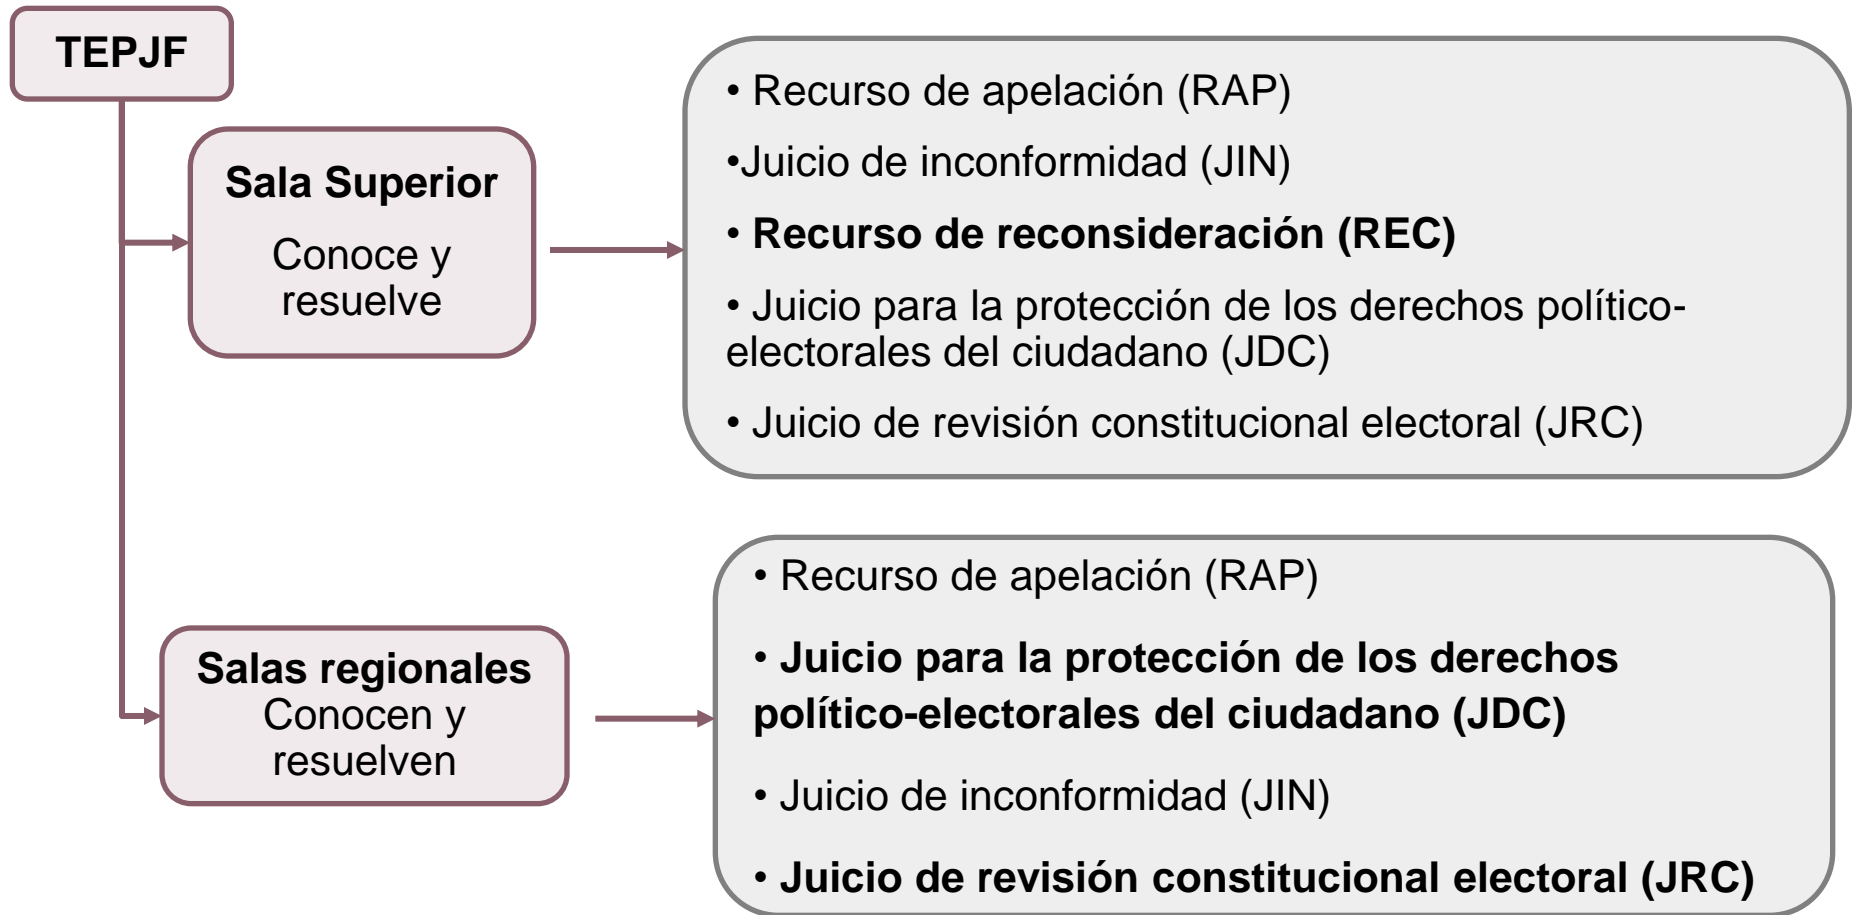 TEPJF
Sala Superior
Conoce y
resuelve
• Recurso de apelación (RAP)
•Juicio de inconformidad (JIN)
• Recurso de reconsideración (REC)
• Juicio para la protección de los derechos político-
electorales del ciudadano (JDC)
• Juicio de revisión constitucional electoral (JRC)
Salas regionales
Conocen y
resuelven
• Recurso de apelación (RAP)
• Juicio para la protección de los derechos
político-electorales del ciudadano (JDC)
• Juicio de inconformidad (JIN)
• Juicio de revisión constitucional electoral (JRC)